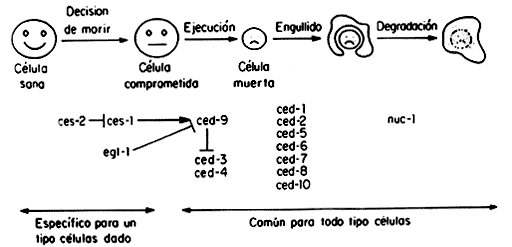 Decision
de morir
Ejecución
Engullido
Degradación
Célula
sana
Célula
comprometida
Célula
muerta
ces-2 ces-1 ced-9
egl-1
ced-3
ced-4
ced-1
ced-2
ced-5
ced-6
ced-7
ced-8
ced-10
nuc-1
Específico para un
tipo células dado
Común para todo tipo células